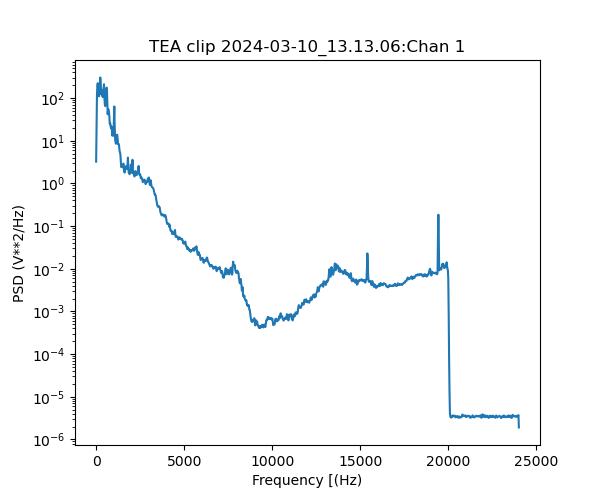 TEA clip 2024-03-10_13.13.06:Chan 1
10²
10¹
10⁰
10⁻¹
10⁻²
10⁻³
10⁻⁴
10⁻⁵
10⁻⁶
PSD (V**2/Hz)
0 5000 10000 15000 20000 25000
Frequency [(Hz)